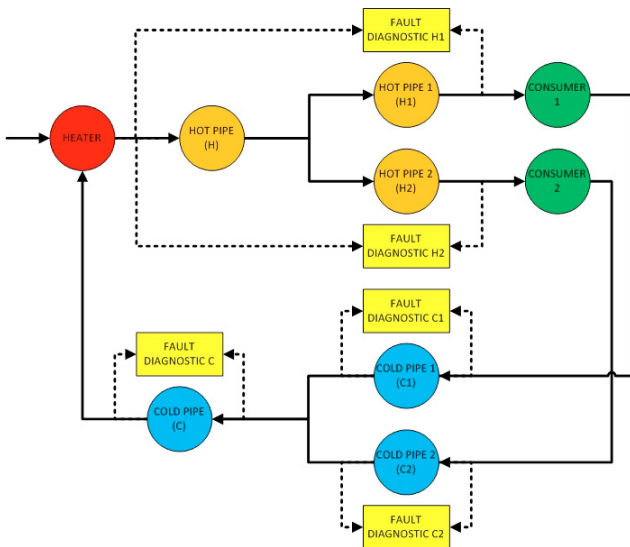 FAULT
DIAGNOSTIC H1
HOT PIPE 1
(H1)
CONSUMER
1
HEATER
HOT PIPE
(H)
HOT PIPE 2
(H2)
CONSUMER
2
FAULT
DIAGNOSTIC H2
FAULT
DIAGNOSTIC C1
FAULT
DIAGNOSTIC C
COLD PIPE 1
(C1)
COLD PIPE
(C)
COLD PIPE 2
(C2)
FAULT
DIAGNOSTIC C2